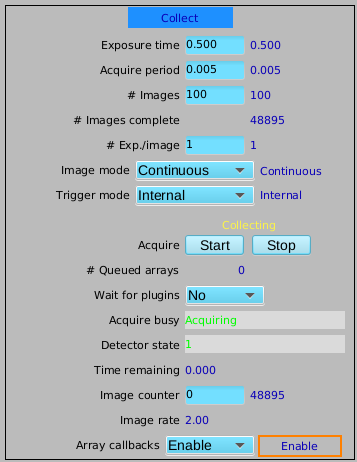 Collect
Exposure time 0.500 0.500
Acquire period 0.005 0.005
# Images 100 100
# Images complete 48895
# Exp./image 1 1
Image mode Continuous Continuous
Trigger mode Internal Internal
Collecting
Acquire Start Stop
# Queued arrays 0
Wait for plugins No
Acquire busy Acquiring
Detector state 1
Time remaining 0.000
Image counter 0 48895
Image rate 2.00
Array callbacks Enable Enable